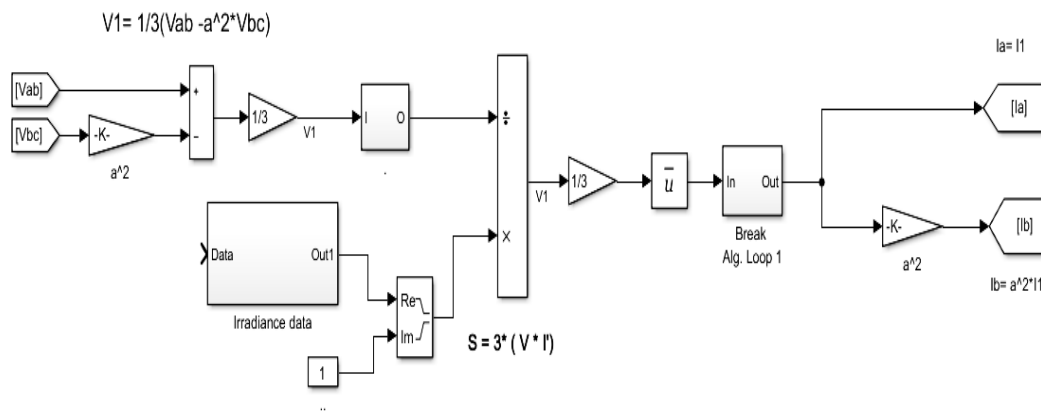 V1= 1/3(Vab -a^2*Vbc)
Ia= I1
[Vab]
+
[Ia]
1/3
I O
÷
[Vbc]
-K-
−
V1
a^2
.
1/3
u
In Out
V1
Break
Alg. Loop 1
-K-
[Ib]
a^2
Ib= a^2*I1
Data Out1
×
Irradiance data
Re
Im
S = 3* ( V * I')
1
..